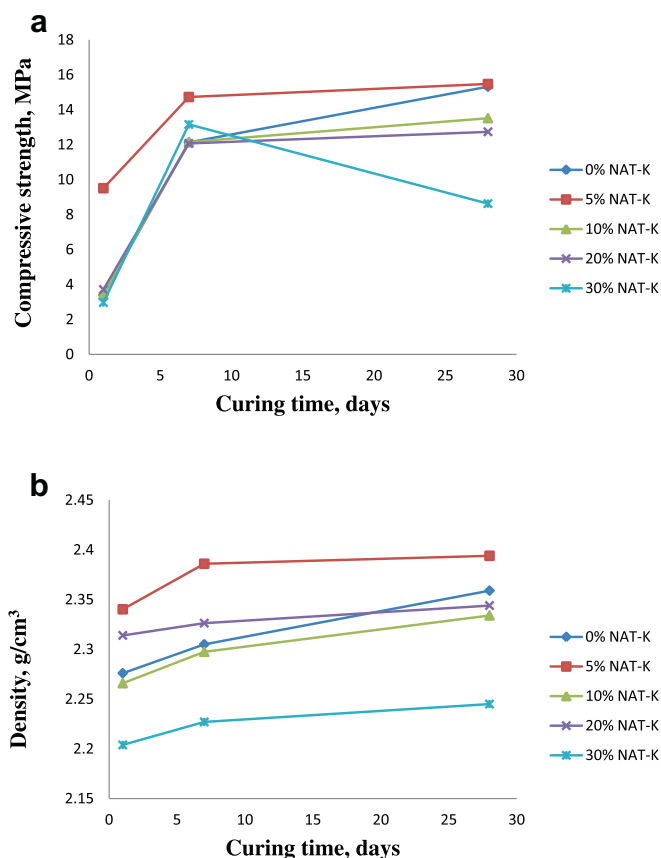 a
Compressive strength, MPa
18
16
14
12
10
8
6
4
2
0
0 5 10 15 20 25 30
Curing time, days
0% NAT-K
5% NAT-K
10% NAT-K
20% NAT-K
30% NAT-K
b
Density, g/cm³
2.45
2.4
2.35
2.3
2.25
2.2
2.15
0 5 10 15 20 25 30
Curing time, days
0% NAT-K
5% NAT-K
10% NAT-K
20% NAT-K
30% NAT-K